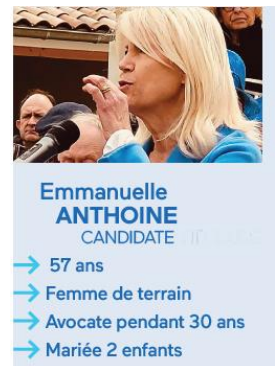 Emmanuelle
ANTHOINE
CANDIDATE
→ 57 ans
→ Femme de terrain
→ Avocate pendant 30 ans
→ Mariée 2 enfants